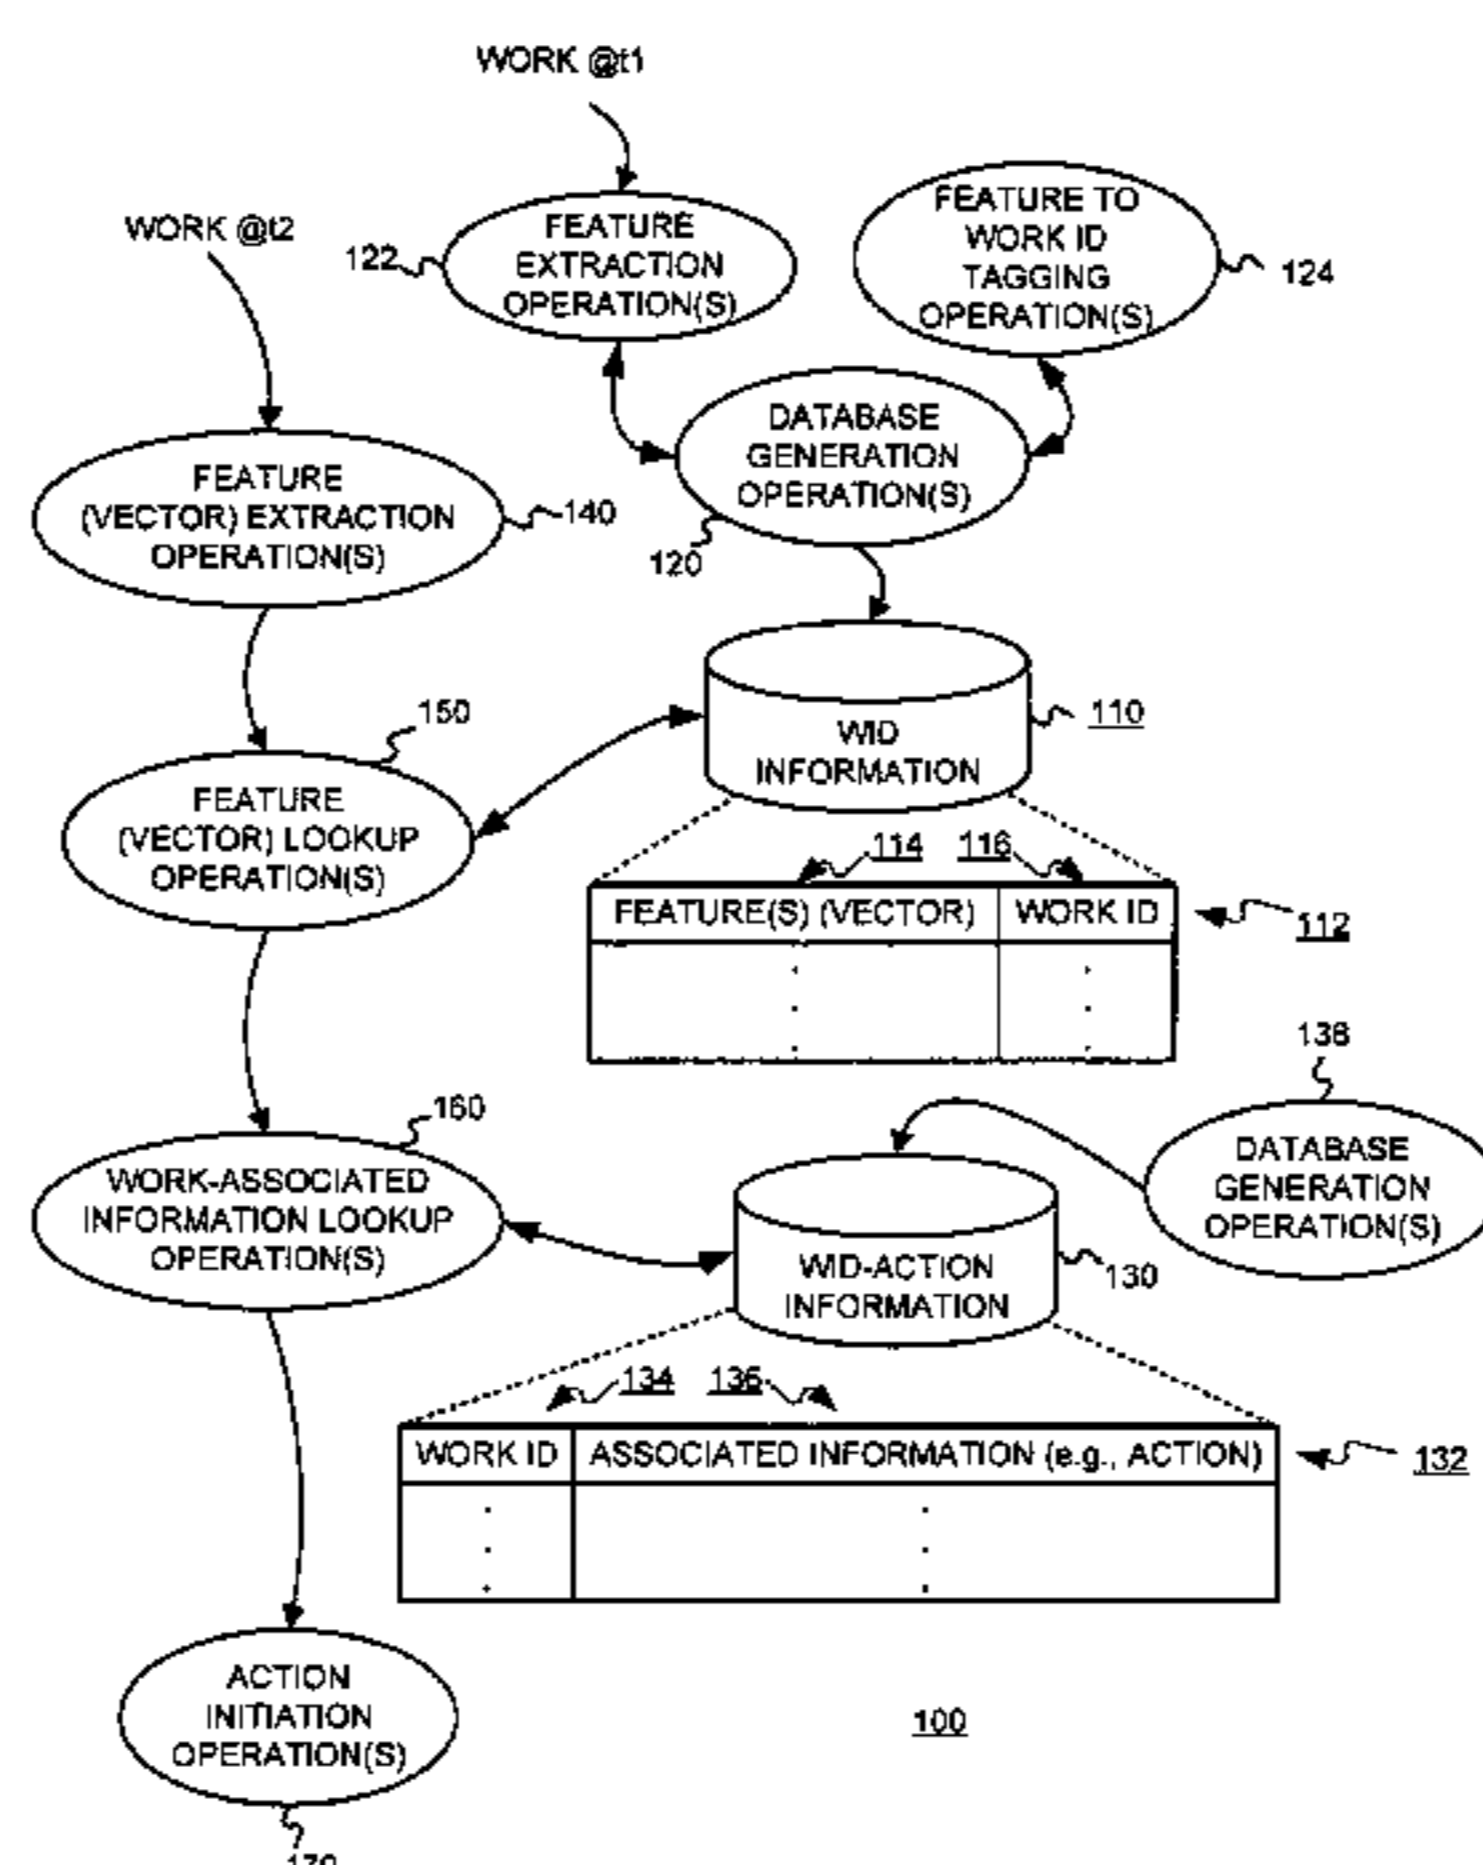 WORK @t1
WORK @t2
122
FEATURE
EXTRACTION
OPERATION(S)
FEATURE TO
WORK ID
TAGGING
OPERATION(S)
124
DATABASE
GENERATION
OPERATION(S)
120
FEATURE
(VECTOR) EXTRACTION
OPERATION(S)
140
150
WID
INFORMATION
110
FEATURE
(VECTOR) LOOKUP
OPERATION(S)
114 116
FEATURE(S) (VECTOR) WORK ID
112
138
DATABASE
GENERATION
OPERATION(S)
160
WORK-ASSOCIATED
INFORMATION LOOKUP
OPERATION(S)
WID-ACTION
INFORMATION
130
134 136
WORK ID ASSOCIATED INFORMATION (e.g., ACTION)
132
ACTION
INITIATION
OPERATION(S)
100